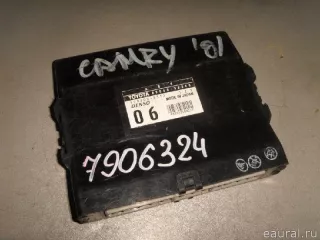 CAMRY '01
TOYOTA
DENSO MADE IN JAPAN
06
7906324
eaural.ru